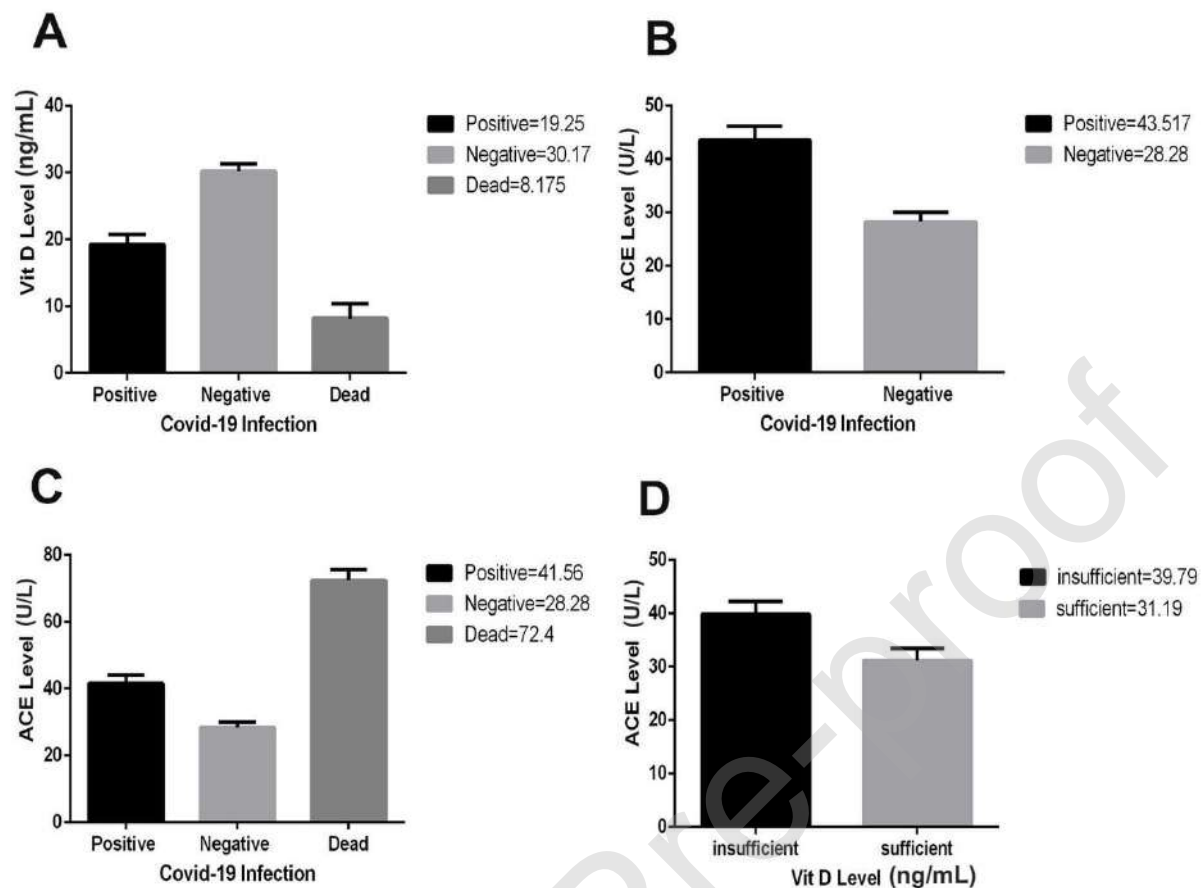 A
Vit D Level (ng/mL)
40
30
20
10
0
Positive
Negative
Dead
Covid-19 Infection
Positive=19.25
Negative=30.17
Dead=8.175
B
ACE Level (U/L)
50
40
30
20
10
0
Positive
Negative
Covid-19 Infection
Positive=43.517
Negative=28.28
C
ACE Level (U/L)
80
60
40
20
0
Positive
Negative
Dead
Covid-19 Infection
Positive=41.56
Negative=28.28
Dead=72.4
D
ACE Level (U/L)
50
40
30
20
10
0
insufficient
sufficient
Vit D Level (ng/mL)
insufficient=39.79
sufficient=31.19
Pre-proof